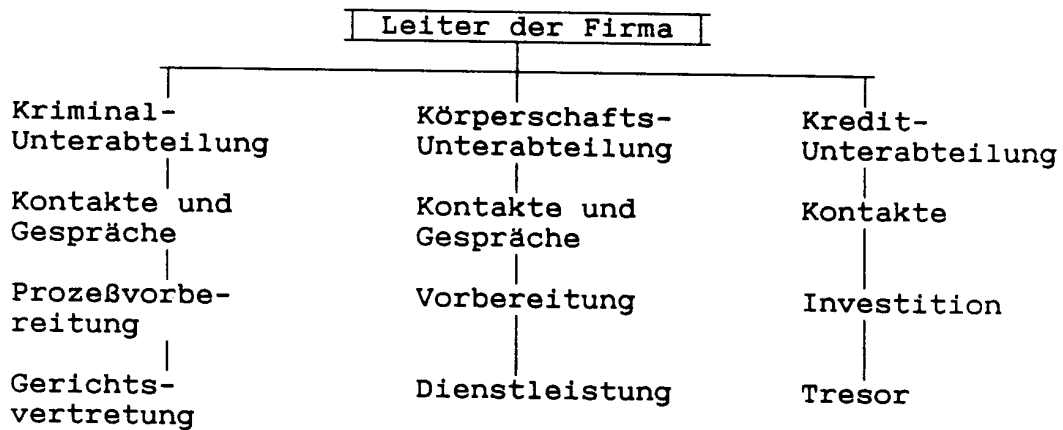 Leiter der Firma
Kriminal-
Unterabteilung
Kontakte und
Gespräche
Prozeßvorbe-
reitung
Gerichts-
vertretung
Körperschafts-
Unterabteilung
Kontakte und
Gespräche
Vorbereitung
Dienstleistung
Kredit-
Unterabteilung
Kontakte
Investition
Tresor